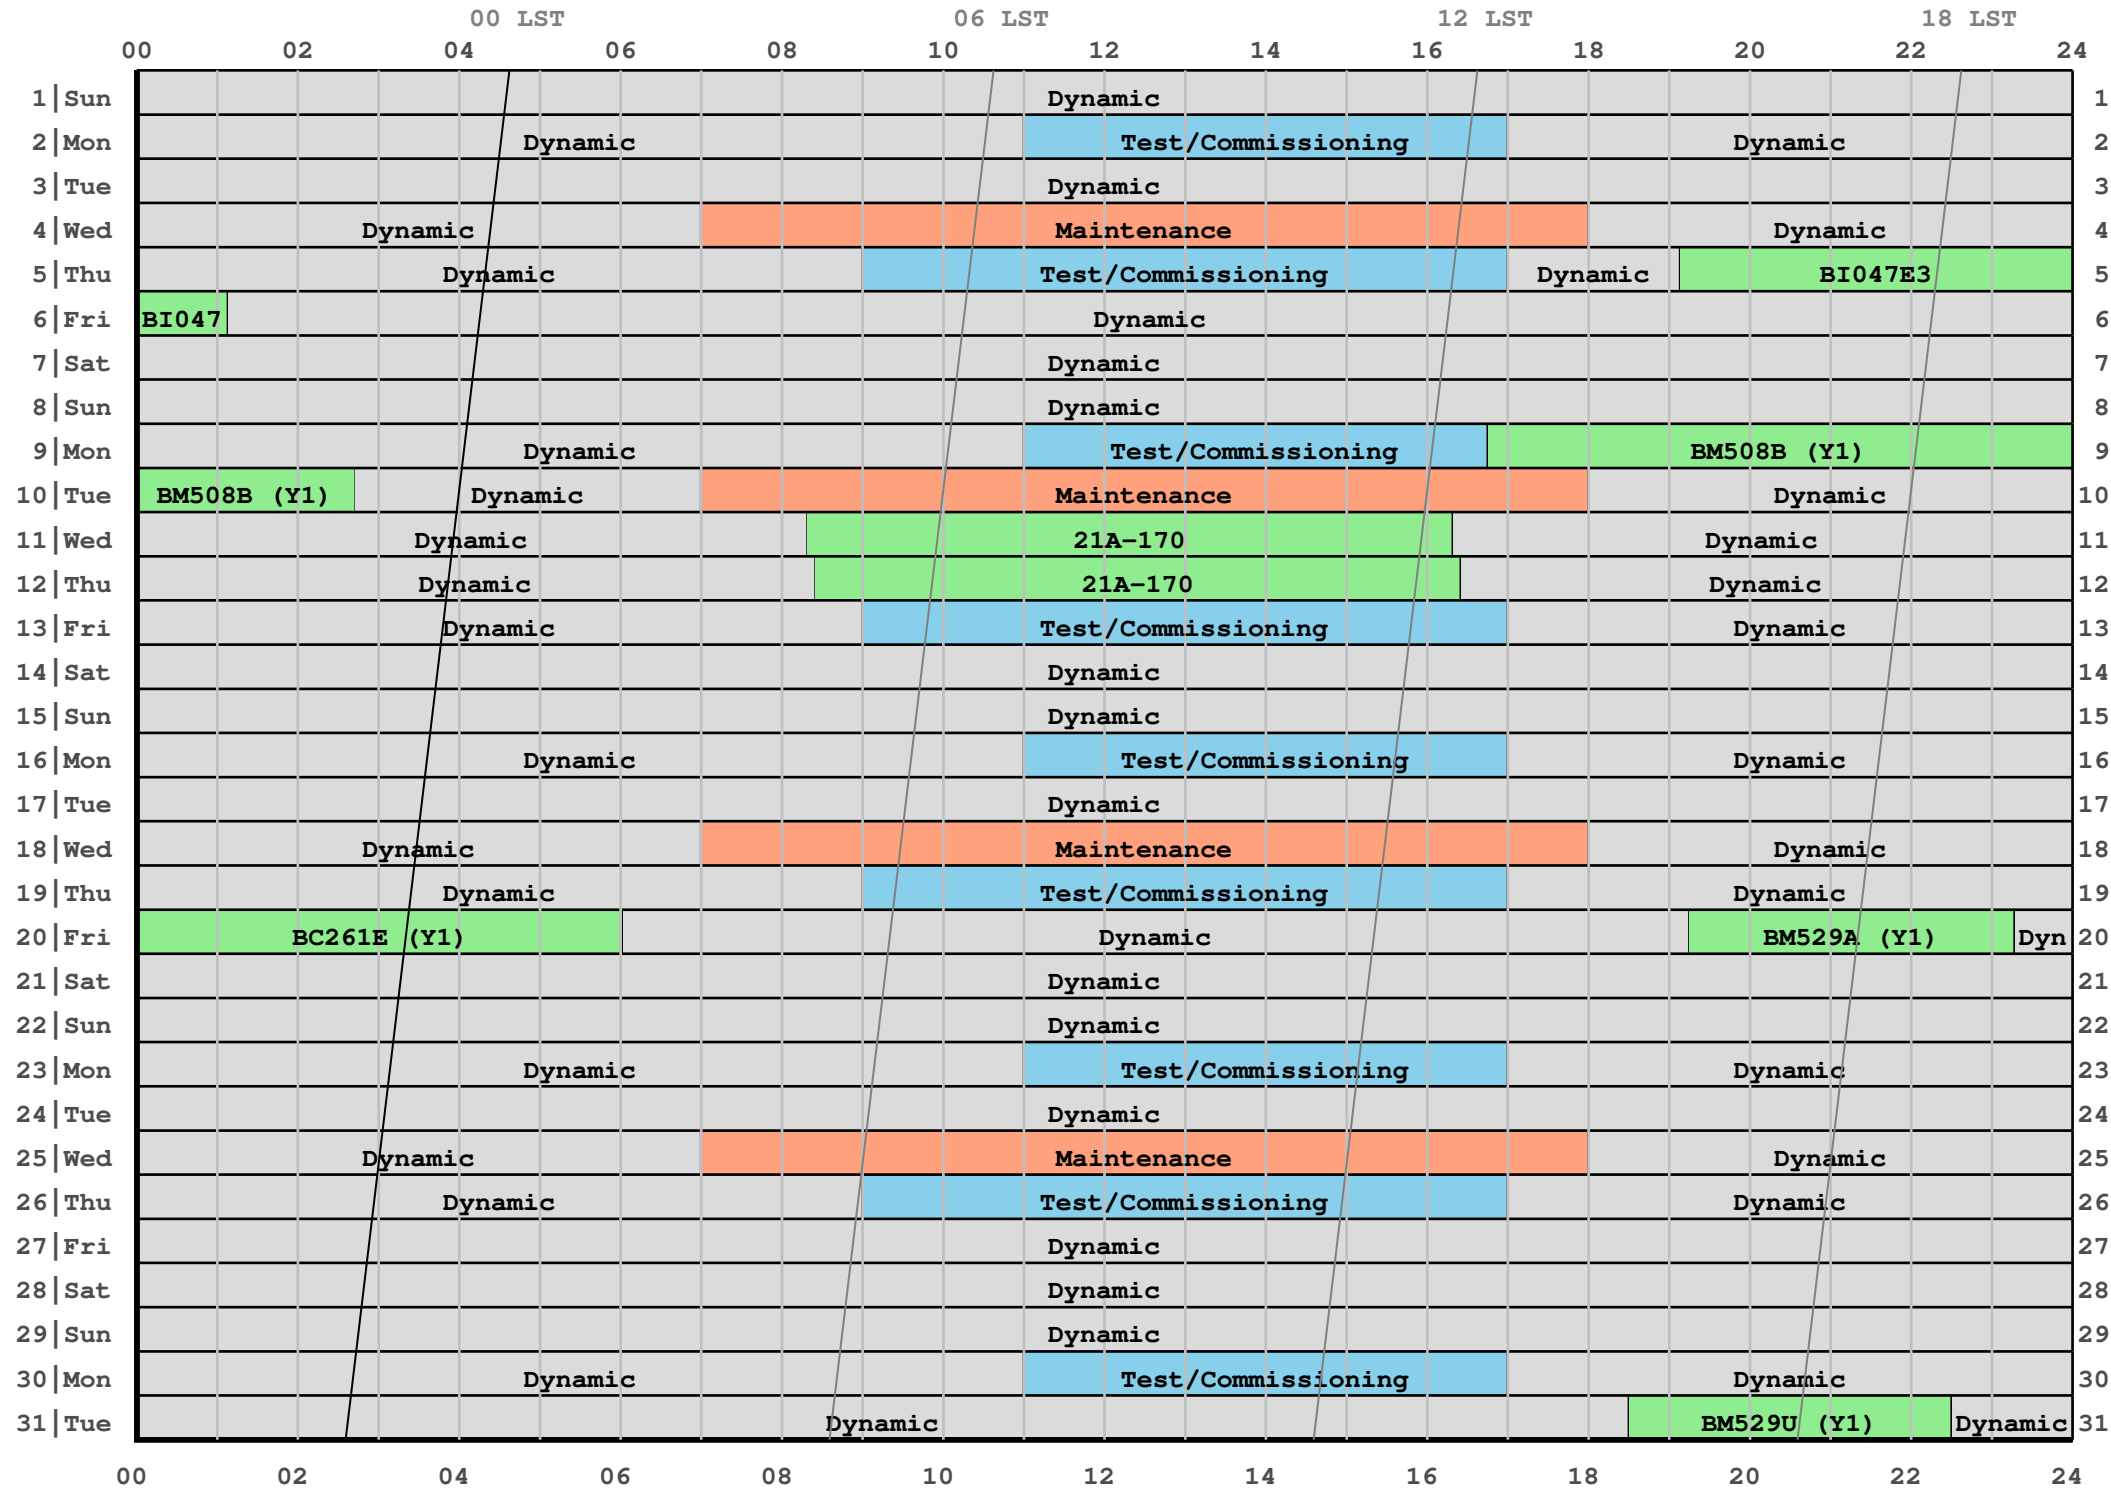 00 LST 06 LST 12 LST 18 LST
00 02 04 06 08 10 12 14 16 18 20 22 24
1|Sun Dynamic 1
2|Mon Dynamic Test/Commissioning Dynamic 2
3|Tue Dynamic 3
4|Wed Dynamic Maintenance Dynamic 4
5|Thu Dynamic Test/Commissioning Dynamic BI047E3 5
6|Fri BI047 Dynamic 6
7|Sat Dynamic 7
8|Sun Dynamic 8
9|Mon Dynamic Test/Commissioning BM508B (Y1) 9
10|Tue BM508B (Y1) Dynamic Maintenance Dynamic 10
11|Wed Dynamic 21A-170 Dynamic 11
12|Thu Dynamic 21A-170 Dynamic 12
13|Fri Dynamic Test/Commissioning Dynamic 13
14|Sat Dynamic 14
15|Sun Dynamic 15
16|Mon Dynamic Test/Commissioning Dynamic 16
17|Tue Dynamic 17
18|Wed Dynamic Maintenance Dynamic 18
19|Thu Dynamic Test/Commissioning Dynamic 19
20|Fri BC261E (Y1) Dynamic BM529A (Y1) Dyn 20
21|Sat Dynamic 21
22|Sun Dynamic 22
23|Mon Dynamic Test/Commissioning Dynamic 23
24|Tue Dynamic 24
25|Wed Dynamic Maintenance Dynamic 25
26|Thu Dynamic Test/Commissioning Dynamic 26
27|Fri Dynamic 27
28|Sat Dynamic 28
29|Sun Dynamic 29
30|Mon Dynamic Test/Commissioning Dynamic 30
31|Tue Dynamic BM529U (Y1) Dynamic 31
00 02 04 06 08 10 12 14 16 18 20 22 24